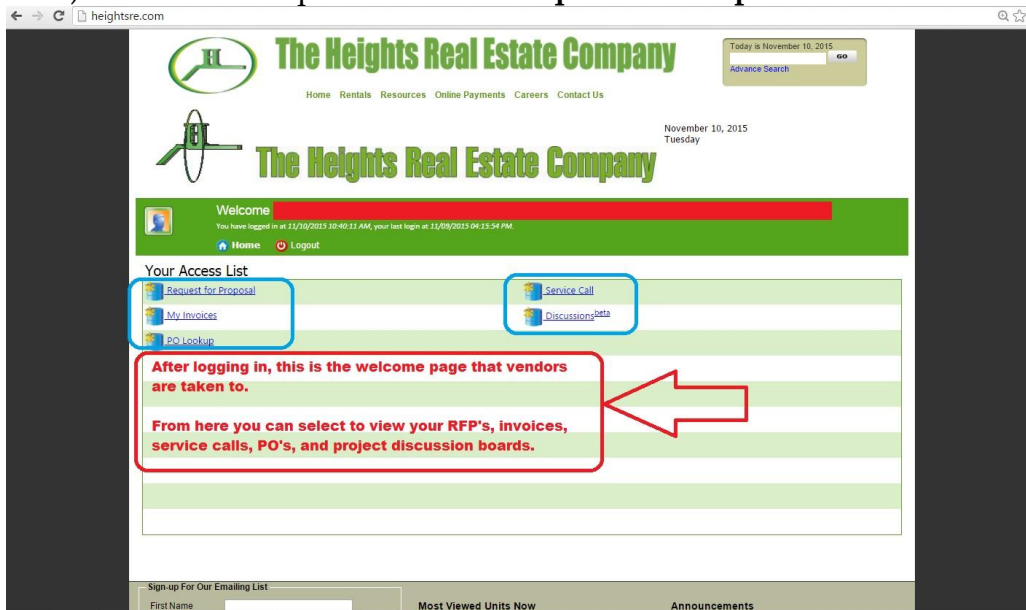 heightsre.com
The Heights Real Estate Company
Today is November 10, 2015
GO
Advance Search
Home Rentals Resources Online Payments Careers Contact Us
November 10, 2015
Tuesday
The Heights Real Estate Company
Welcome
You have logged in at 11/10/2015 10:40:11 AM, your last login at 11/09/2015 04:15:54 PM.
Home Logout
Your Access List
Request for Proposal
Service Call
My Invoices
Discussions beta
PO Lookup
After logging in, this is the welcome page that vendors
are taken to.
From here you can select to view your RFP's, invoices,
service calls, PO's, and project discussion boards.
Sign-up For Our Emailing List
First Name
Most Viewed Units Now
Announcements